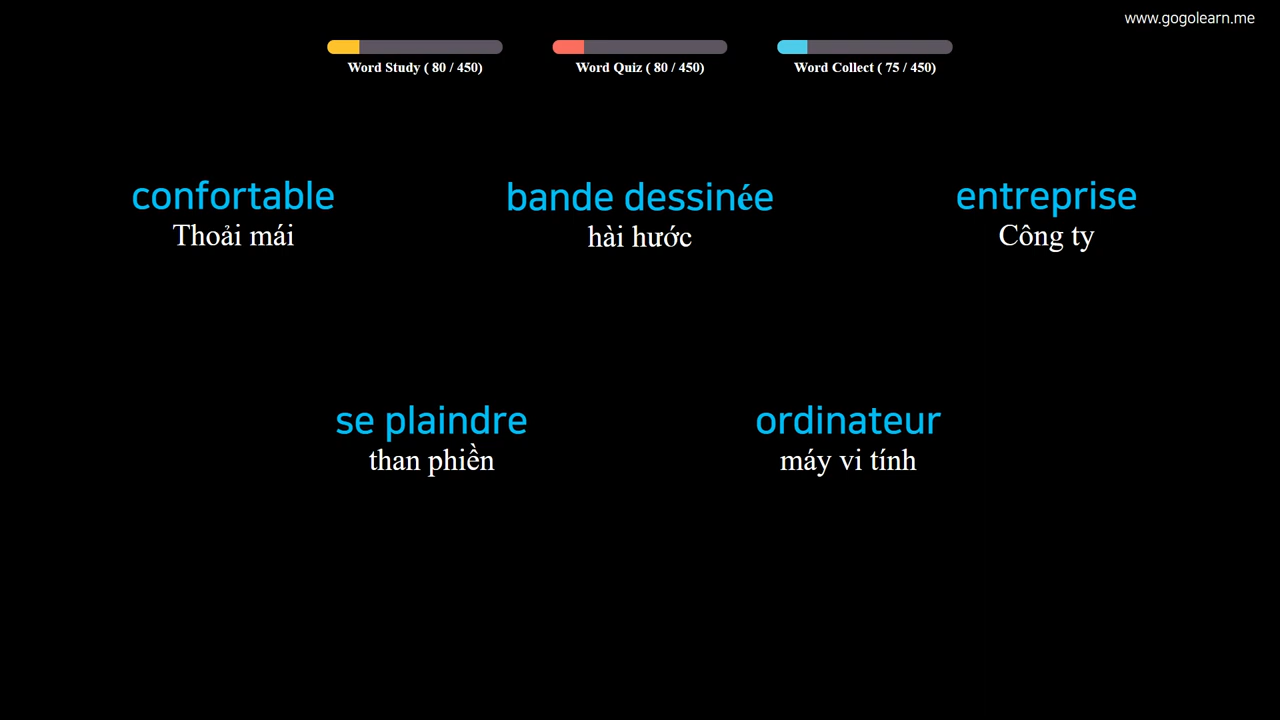 www.gogolearn.me
Word Study ( 80 / 450)
Word Quiz ( 80 / 450)
Word Collect ( 75 / 450)
confortable
Thoải mái
bande dessinée
hài hước
entreprise
Công ty
se plaindre
than phiền
ordinateur
máy vi tính